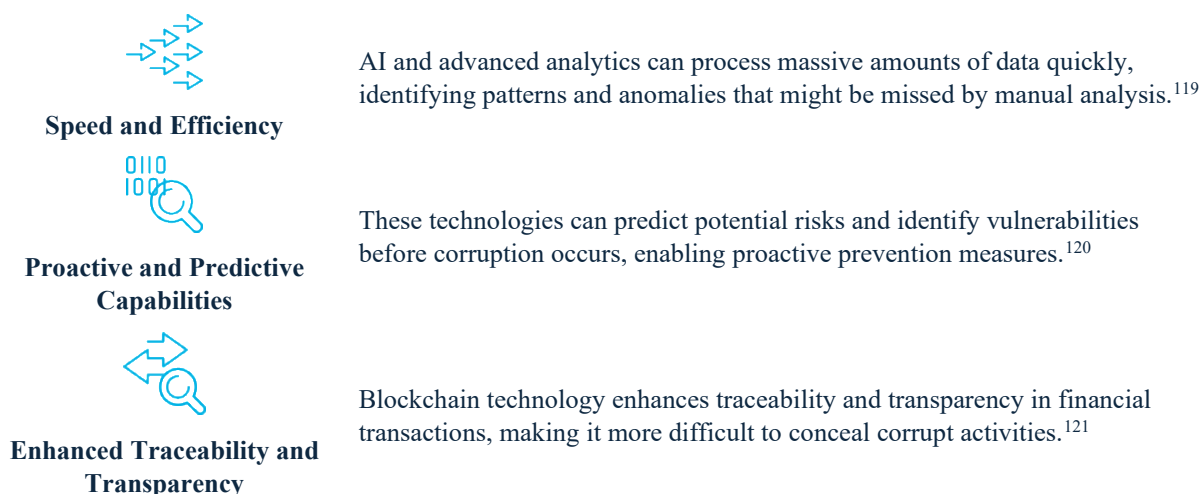 AI and advanced analytics can process massive amounts of data quickly,
identifying patterns and anomalies that might be missed by manual analysis.119
Speed and Efficiency
0110
1001
These technologies can predict potential risks and identify vulnerabilities
before corruption occurs, enabling proactive prevention measures.120
Proactive and Predictive
Capabilities
Blockchain technology enhances traceability and transparency in financial
transactions, making it more difficult to conceal corrupt activities.121
Enhanced Traceability and
Transparency